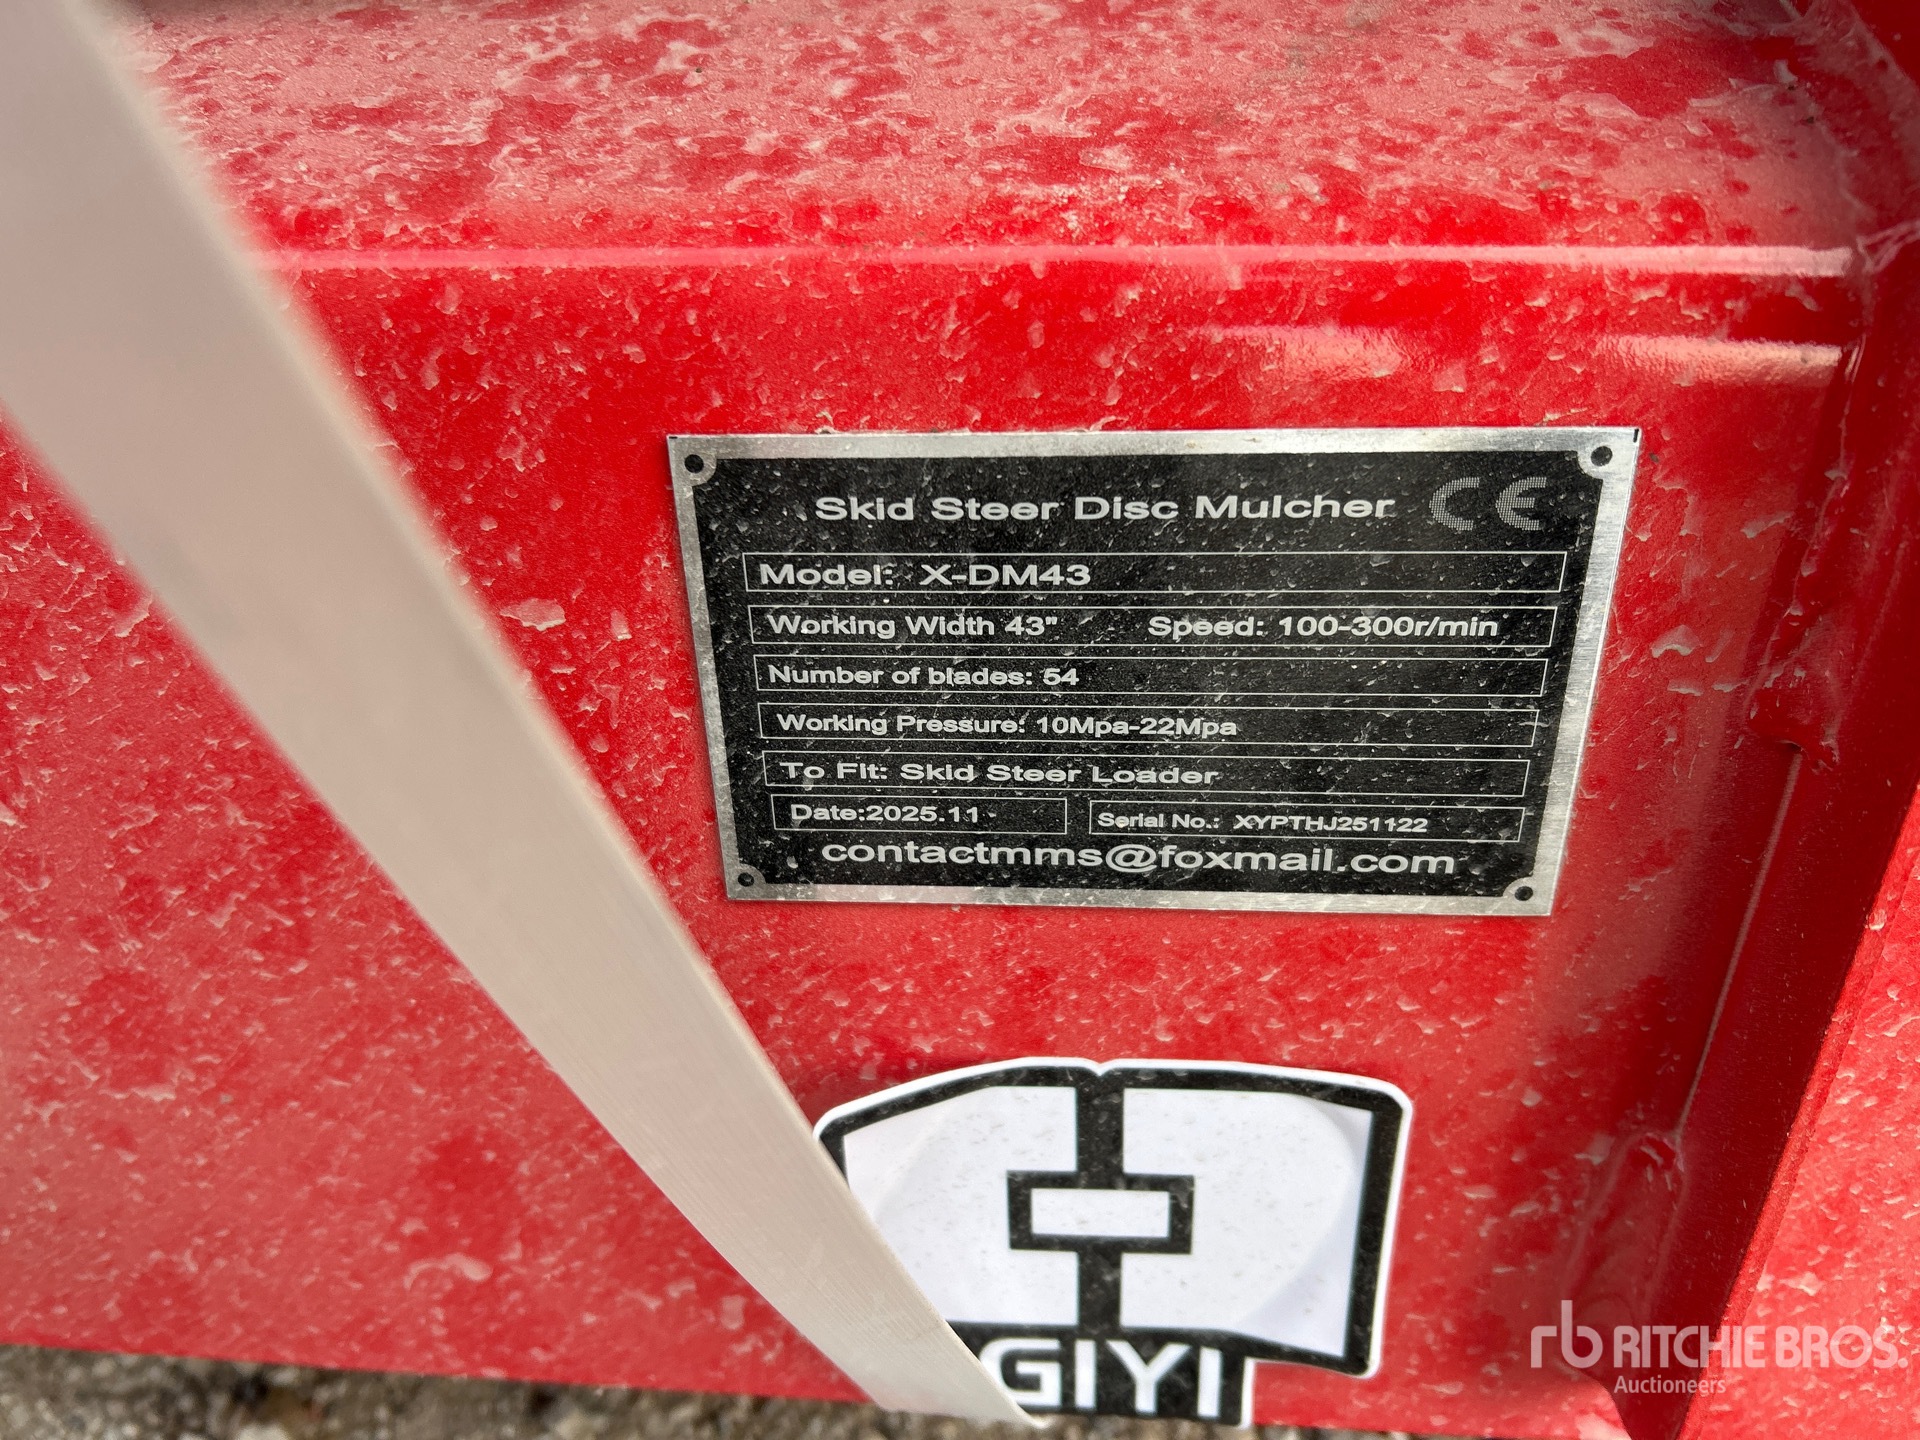 Skid Steer Disc Mulcher CE
Model: X-DM43
Working Width 43" Speed: 100-300r/min
Number of blades: 54
Working Pressure: 10Mpa-22Mpa
To Fit: Skid Steer Loader
Date:2025.11 Serial No.: XYPTHJ251122
contactmms@foxmail.com
GIYI
rb RITCHIE BROS.
Auctioneers